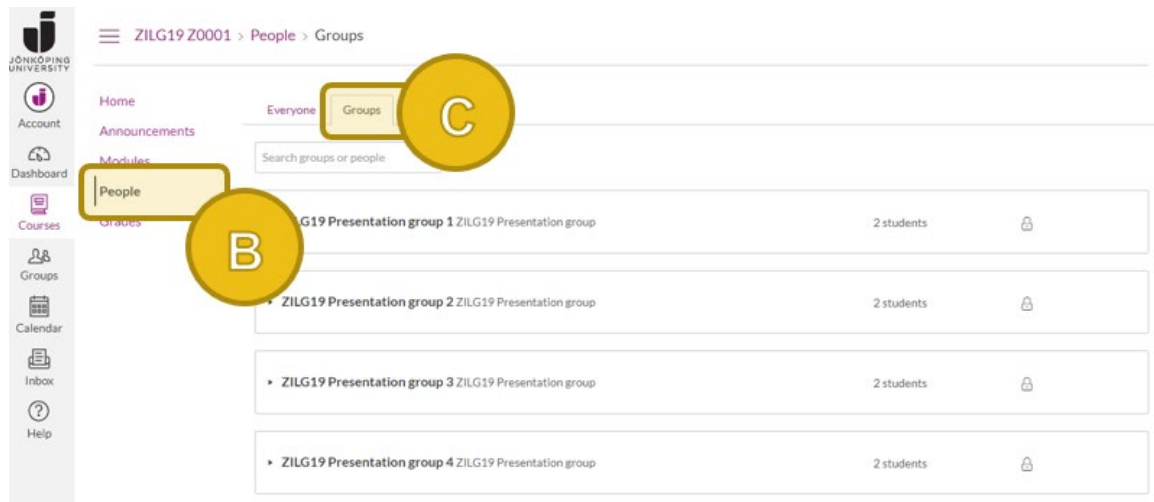 JÖNKÖPING
UNIVERSITY
Account
Dashboard
Courses
Groups
Calendar
Inbox
Help
ZILG19 Z0001 > People > Groups
Home
Announcements
Modules
People
Grades
B
Everyone
Groups
C
Search groups or people
G19 Presentation group 1 ZILG19 Presentation group 2 students
ZILG19 Presentation group 2 ZILG19 Presentation group 2 students
ZILG19 Presentation group 3 ZILG19 Presentation group 2 students
ZILG19 Presentation group 4 ZILG19 Presentation group 2 students